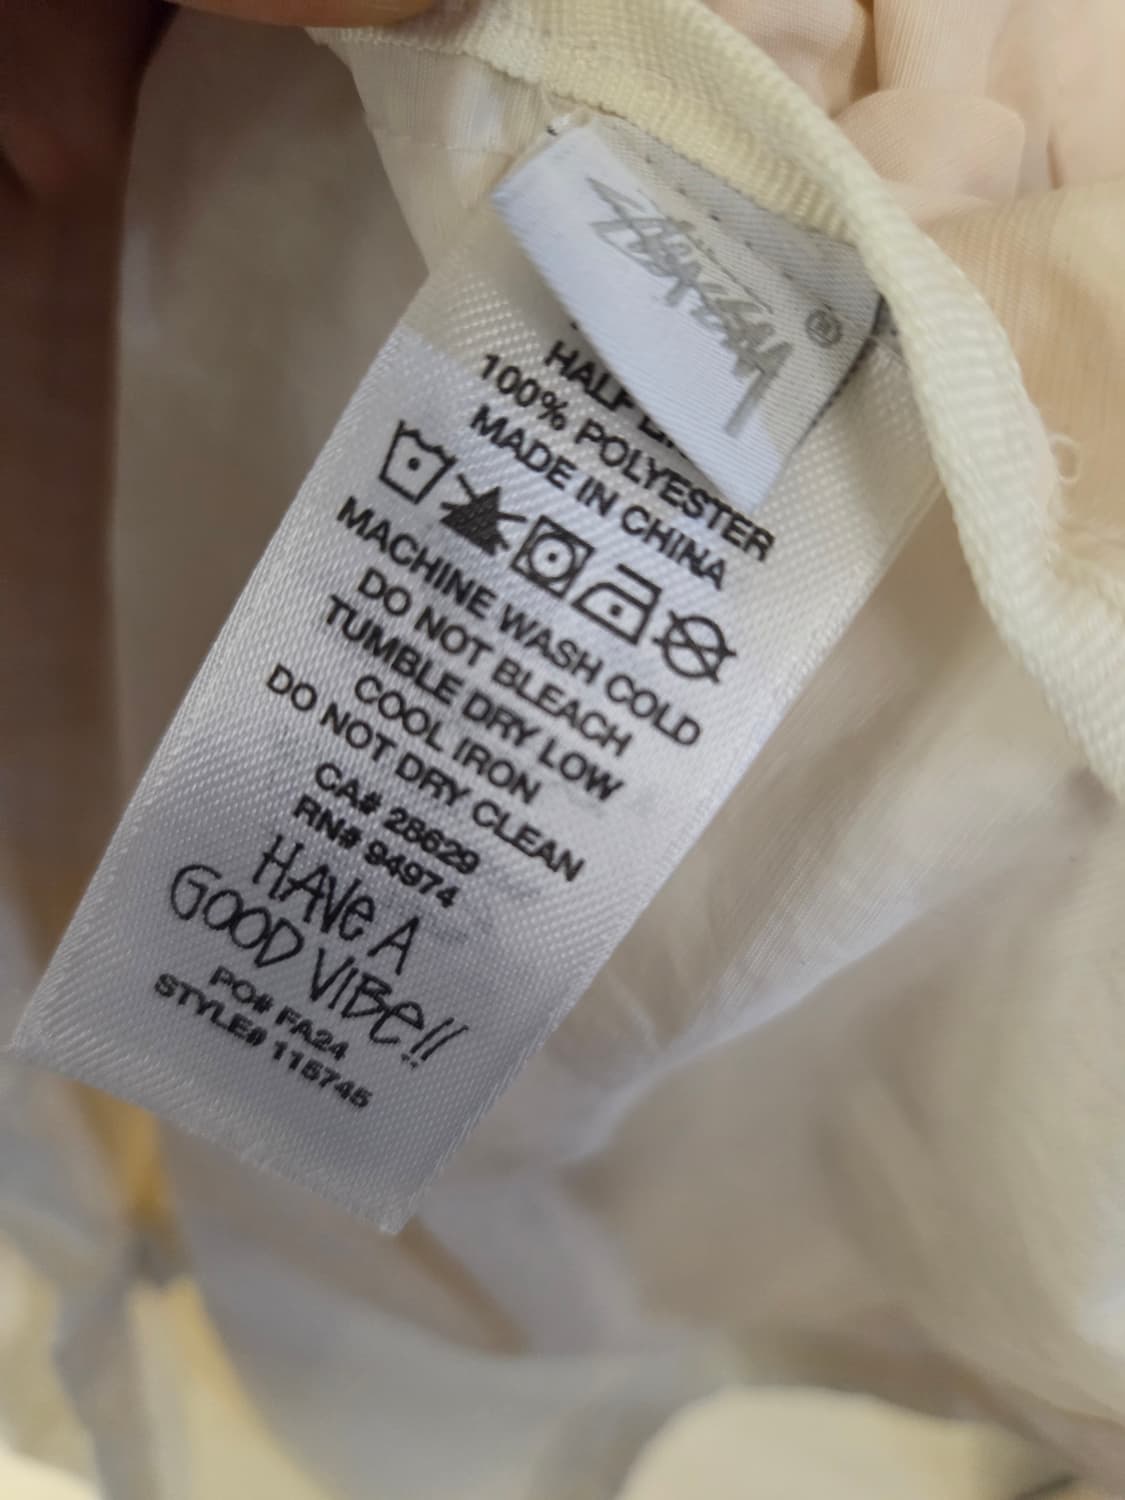 Stüssy ®
HALF
100% POLYESTER
MADE IN CHINA
MACHINE WASH COLD
DO NOT BLEACH
TUMBLE DRY LOW
COOL IRON
DO NOT DRY CLEAN
CA# 28629
RN# 94974
HAVE A
GOOD VIBE!!
PO# FA24
STYLE# 115745